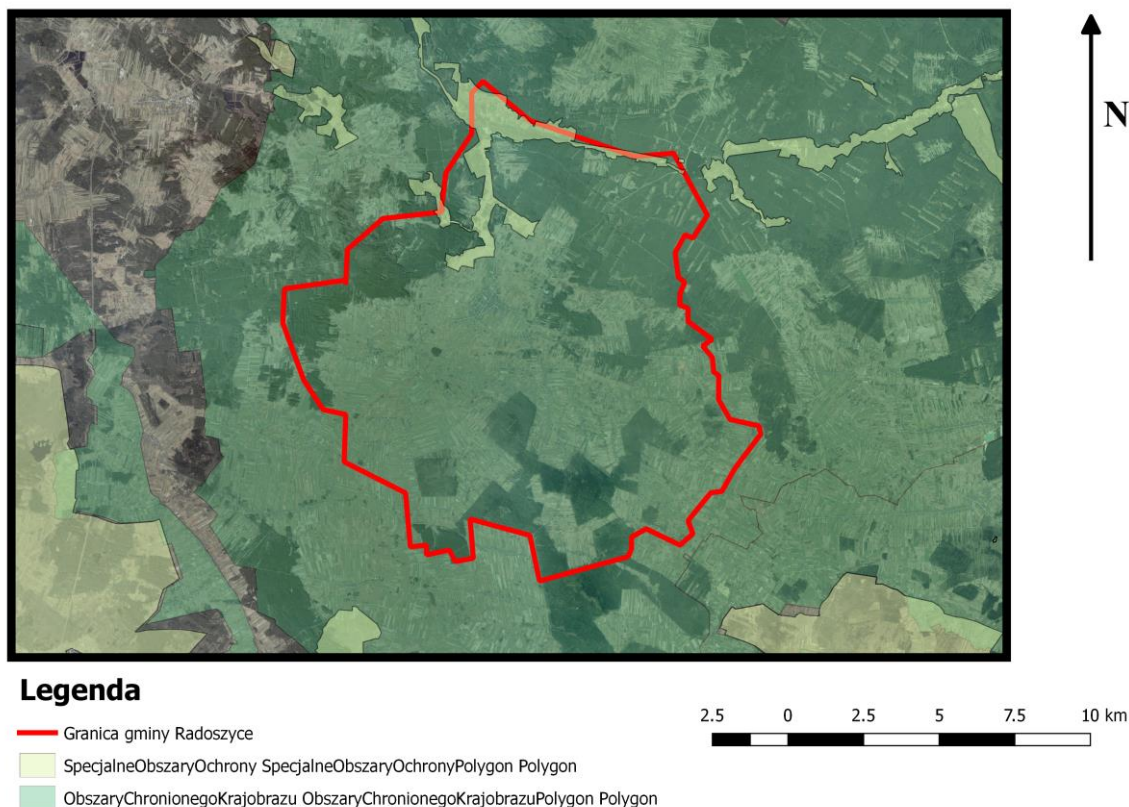 N
Legenda
Granica gminy Radoszyce
SpecjalneObszaryOchrony SpecjalneObszaryOchronyPolygon Polygon
ObszaryChronionegoKrajobrazu ObszaryChronionegoKrajobrazuPolygon Polygon
2.5 0 2.5 5 7.5 10 km